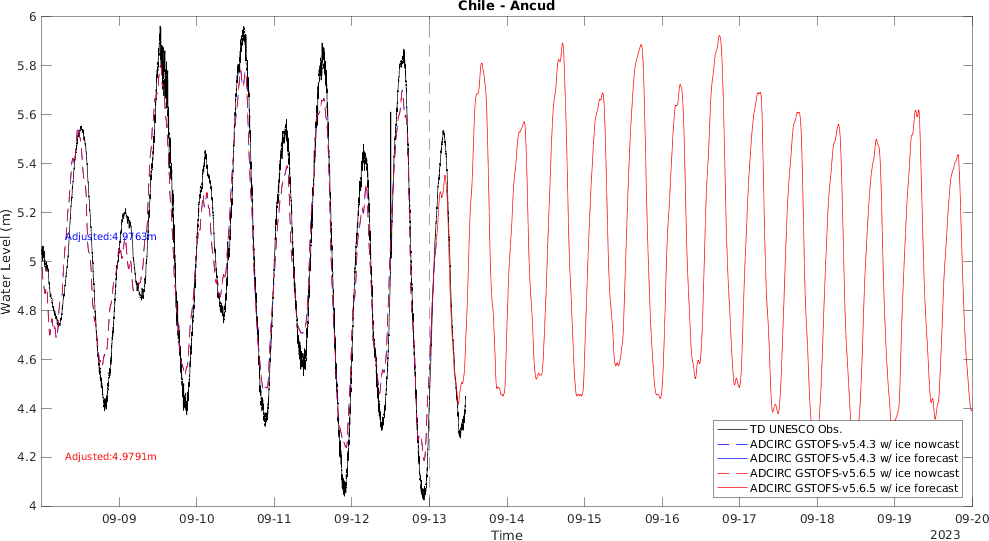 Chile - Ancud
Water Level (m)
6
5.8
5.6
5.4
5.2
5
4.8
4.6
4.4
4.2
4
Adjusted:4.9763m
Adjusted:4.9791m
TD UNESCO Obs.
ADCIRC GSTOFS-v5.4.3 w/ ice nowcast
ADCIRC GSTOFS-v5.4.3 w/ ice forecast
ADCIRC GSTOFS-v5.6.5 w/ ice nowcast
ADCIRC GSTOFS-v5.6.5 w/ ice forecast
09-09 09-10 09-11 09-12 09-13 09-14 09-15 09-16 09-17 09-18 09-19 09-20
Time
2023